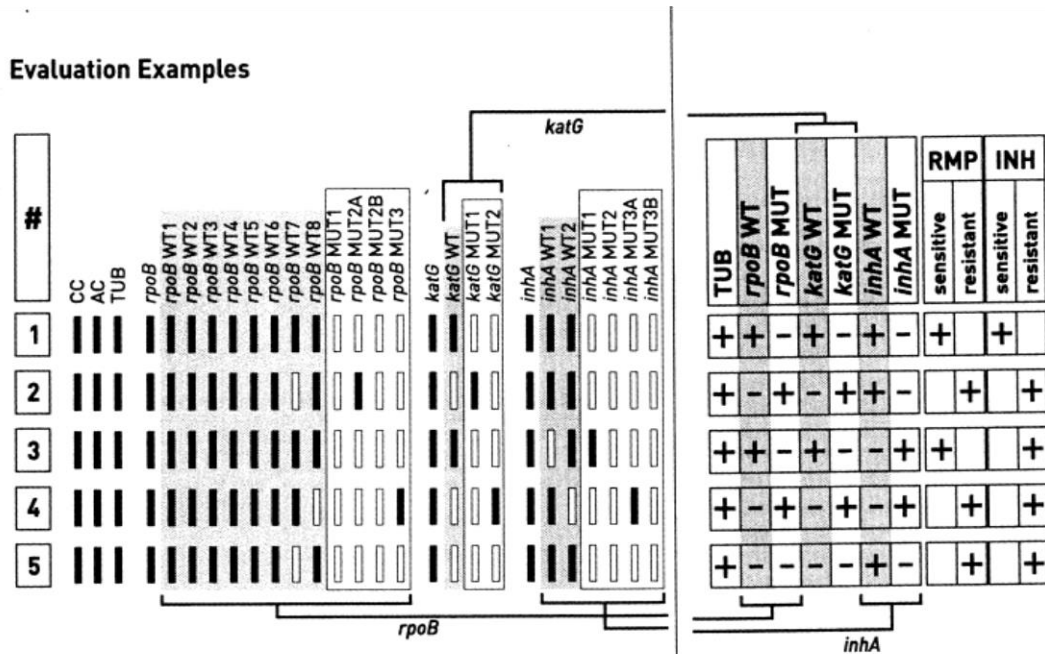 Evaluation Examples
katG
#
CC
AC
TUB
rpoB
rpoB WT1
rpoB WT2
rpoB WT3
rpoB WT4
rpoB WT5
rpoB WT6
rpoB WT7
rpoB WT8
rpoB MUT1
rpoB MUT2A
rpoB MUT2B
rpoB MUT3
katG
katG WT
katG MUT1
katG MUT2
inhA
inhA WT1
inhA WT2
inhA MUT1
inhA MUT2
inhA MUT3A
inhA MUT3B
TUB
rpoB WT
rpoB MUT
katG WT
katG MUT
inhA WT
inhA MUT
RMP INH
sensitive
resistant
sensitive
resistant
1 + + − + − + − + +
2 + − + − + + − + +
3 + + − + − − + + +
4 + − + − + − + + +
5 + − − − − + − + +
rpoB
inhA